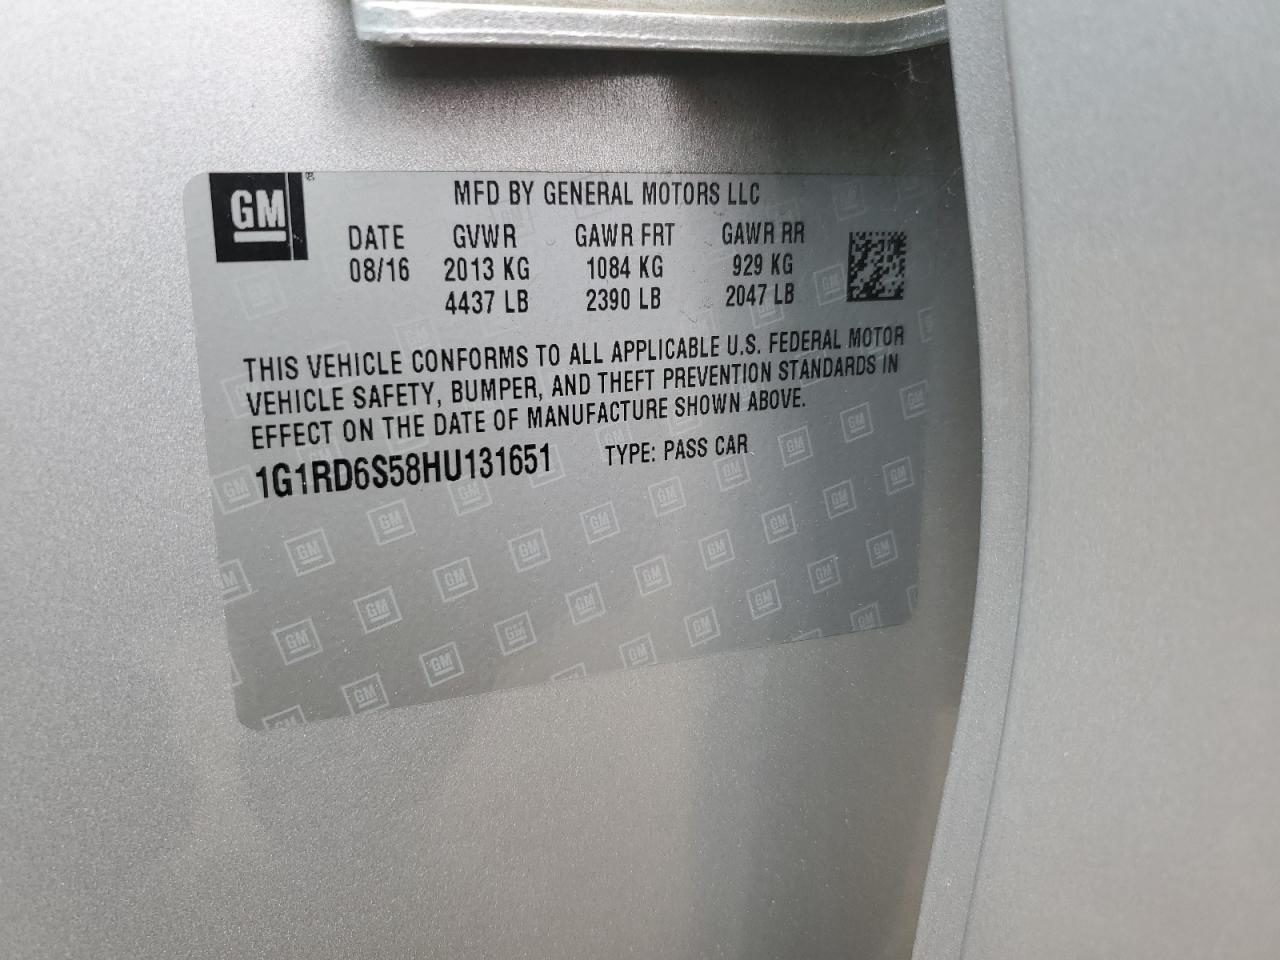 GM®
MFD BY GENERAL MOTORS LLC
DATE GVWR GAWR FRT GAWR RR
08/16 2013 KG 1084 KG 929 KG
4437 LB 2390 LB 2047 LB
THIS VEHICLE CONFORMS TO ALL APPLICABLE U.S. FEDERAL MOTOR
VEHICLE SAFETY, BUMPER, AND THEFT PREVENTION STANDARDS IN
EFFECT ON THE DATE OF MANUFACTURE SHOWN ABOVE.
1G1RD6S58HU131651 TYPE: PASS CAR